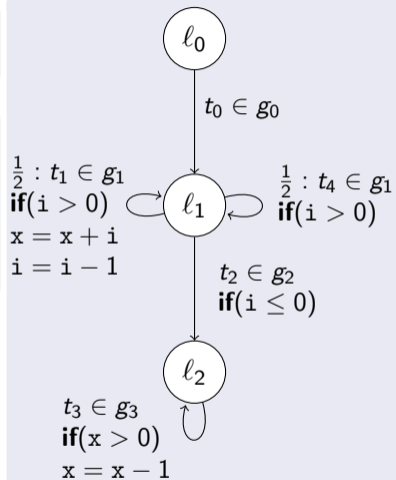 ℓ₀
t₀ ∈ g₀
½ : t₁ ∈ g₁
if(i > 0)
x = x + i
i = i − 1
ℓ₁
½ : t₄ ∈ g₁
if(i > 0)
t₂ ∈ g₂
if(i ≤ 0)
ℓ₂
t₃ ∈ g₃
if(x > 0)
x = x − 1